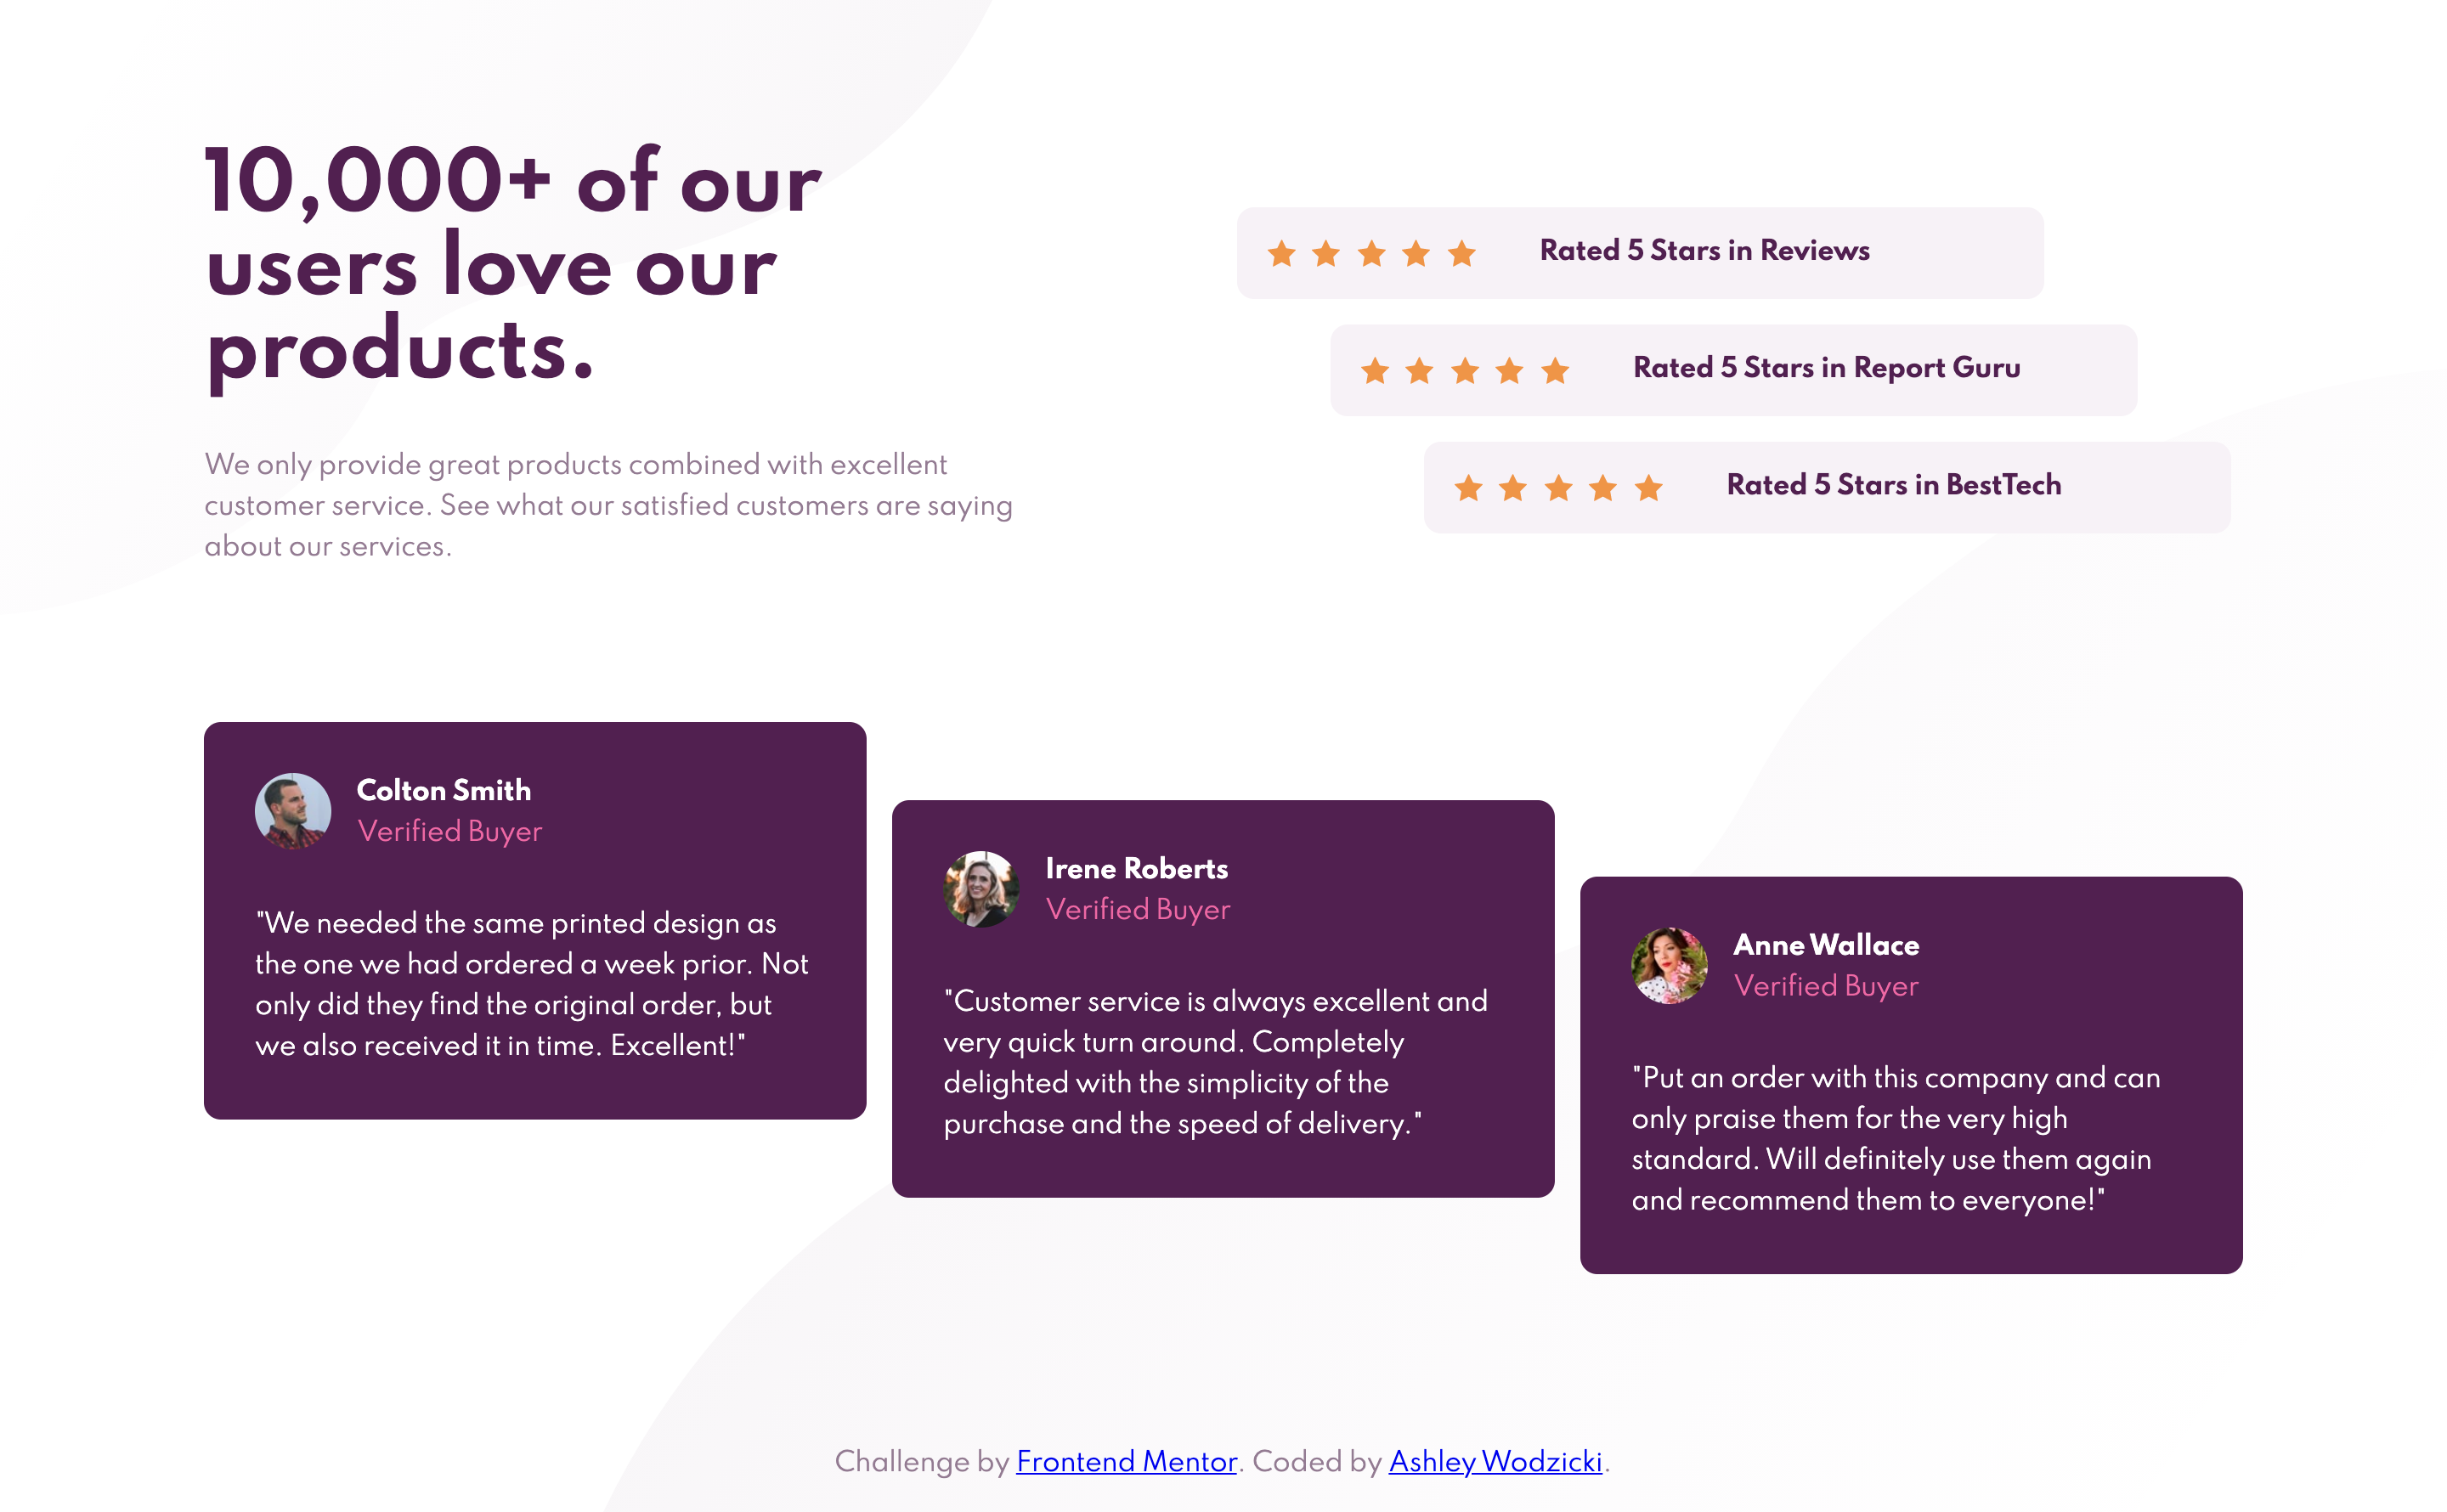 10,000+ of our
users love our
products.
We only provide great products combined with excellent
customer service. See what our satisfied customers are saying
about our services.
Rated 5 Stars in Reviews
Rated 5 Stars in Report Guru
Rated 5 Stars in BestTech
Colton Smith
Verified Buyer
"We needed the same printed design as
the one we had ordered a week prior. Not
only did they find the original order, but
we also received it in time. Excellent!"
Irene Roberts
Verified Buyer
"Customer service is always excellent and
very quick turn around. Completely
delighted with the simplicity of the
purchase and the speed of delivery."
Anne Wallace
Verified Buyer
"Put an order with this company and can
only praise them for the very high
standard. Will definitely use them again
and recommend them to everyone!"
Challenge by Frontend Mentor. Coded by Ashley Wodzicki.